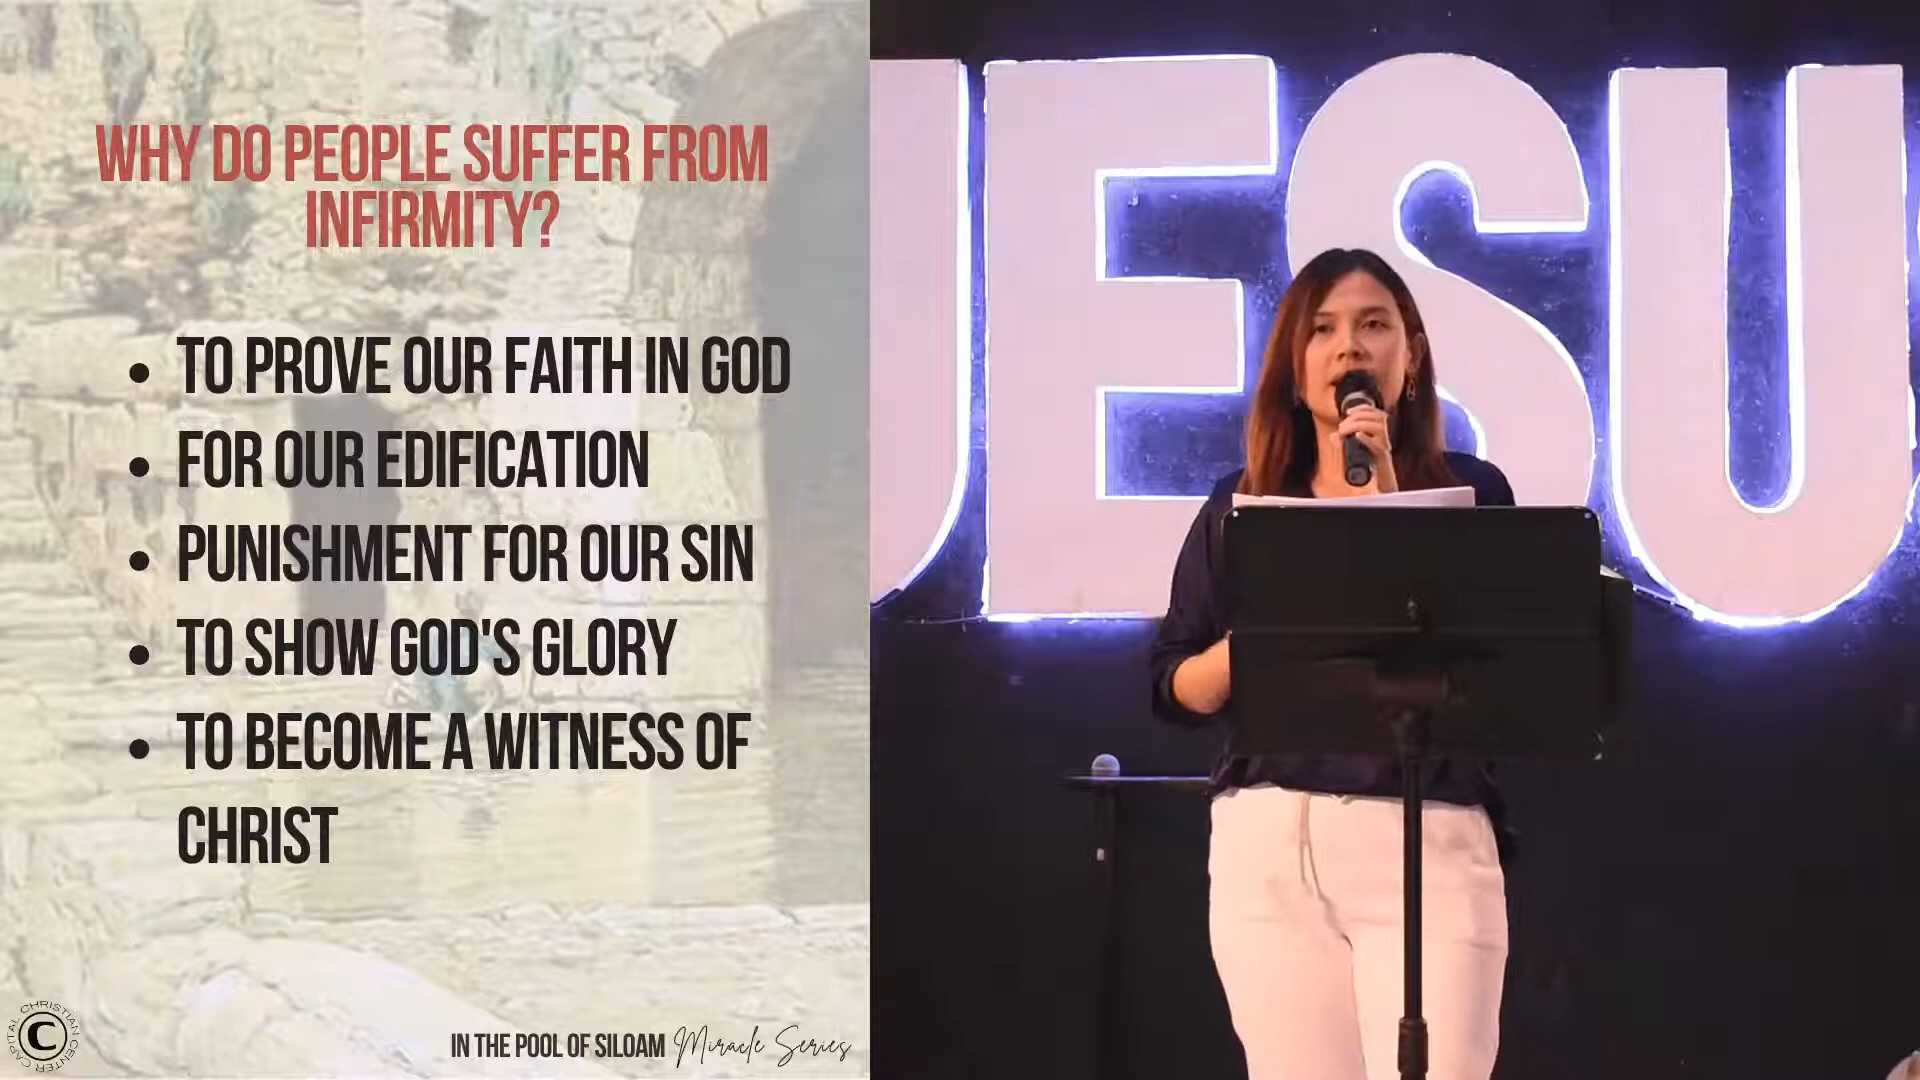 WHY DO PEOPLE SUFFER FROM
INFIRMITY?
• TO PROVE OUR FAITH IN GOD
• FOR OUR EDIFICATION
• PUNISHMENT FOR OUR SIN
• TO SHOW GOD'S GLORY
• TO BECOME A WITNESS OF
CHRIST
JESUS
CAPITAL CHRISTIAN CENTER
C
IN THE POOL OF SILOAM Miracle Series